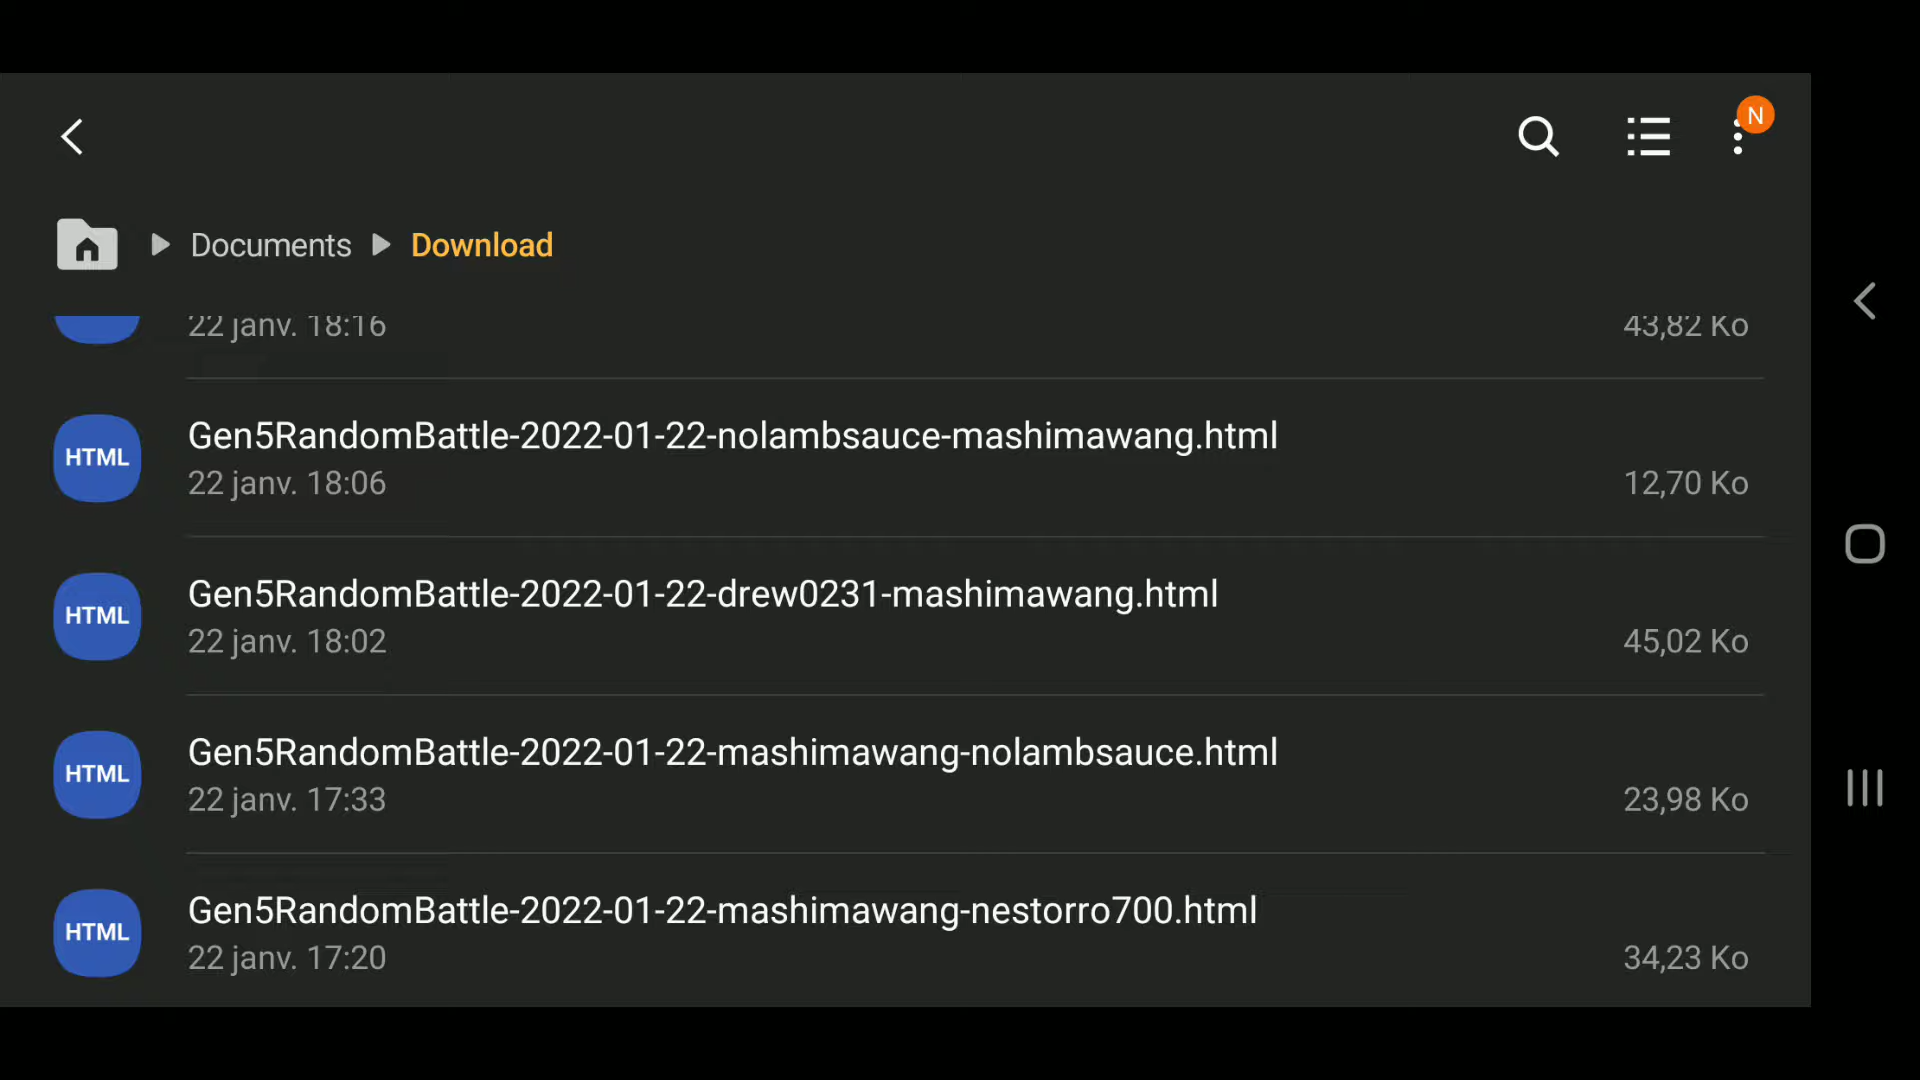 N
Documents Download
22 janv. 18:16
43,82 Ko
HTML
Gen5RandomBattle-2022-01-22-nolambsauce-mashimawang.html
22 janv. 18:06
12,70 Ko
HTML
Gen5RandomBattle-2022-01-22-drew0231-mashimawang.html
22 janv. 18:02
45,02 Ko
HTML
Gen5RandomBattle-2022-01-22-mashimawang-nolambsauce.html
22 janv. 17:33
23,98 Ko
HTML
Gen5RandomBattle-2022-01-22-mashimawang-nestorro700.html
22 janv. 17:20
34,23 Ko